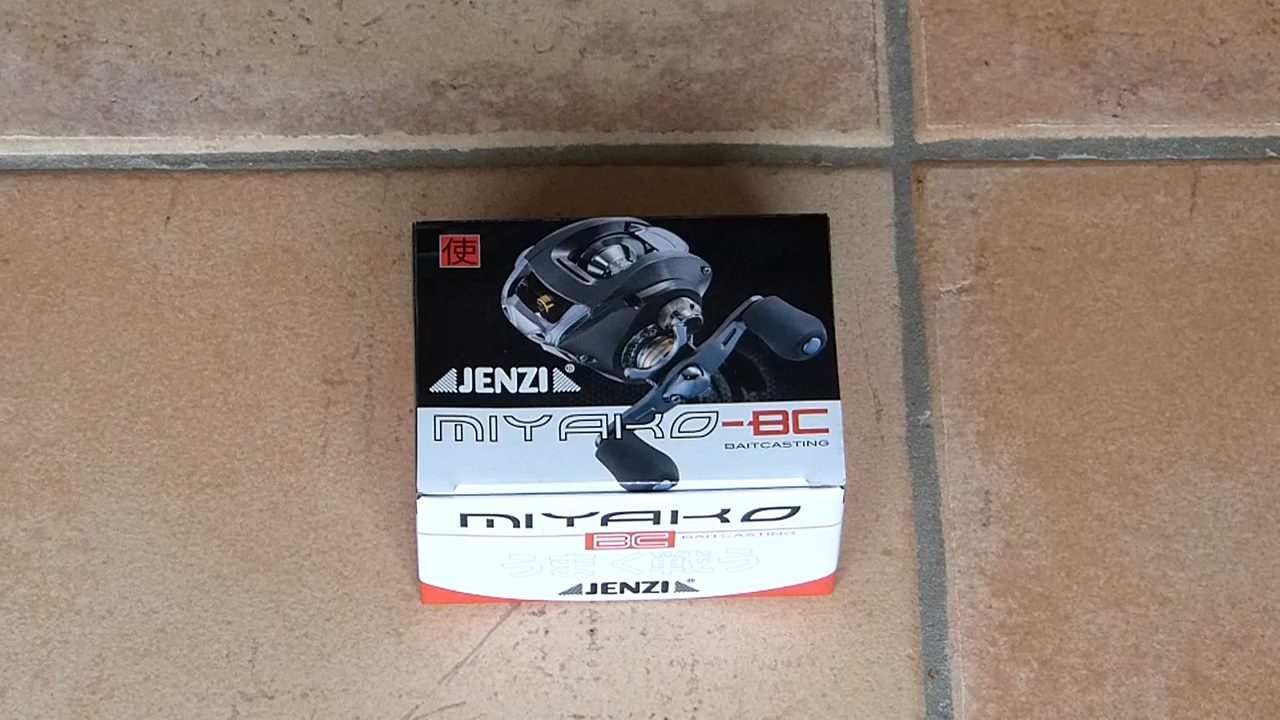 使
JENZI®
MIYAKO-BC
BAITCASTING
MIYAKO
BC BAITCASTING
うまく戦う
JENZI®